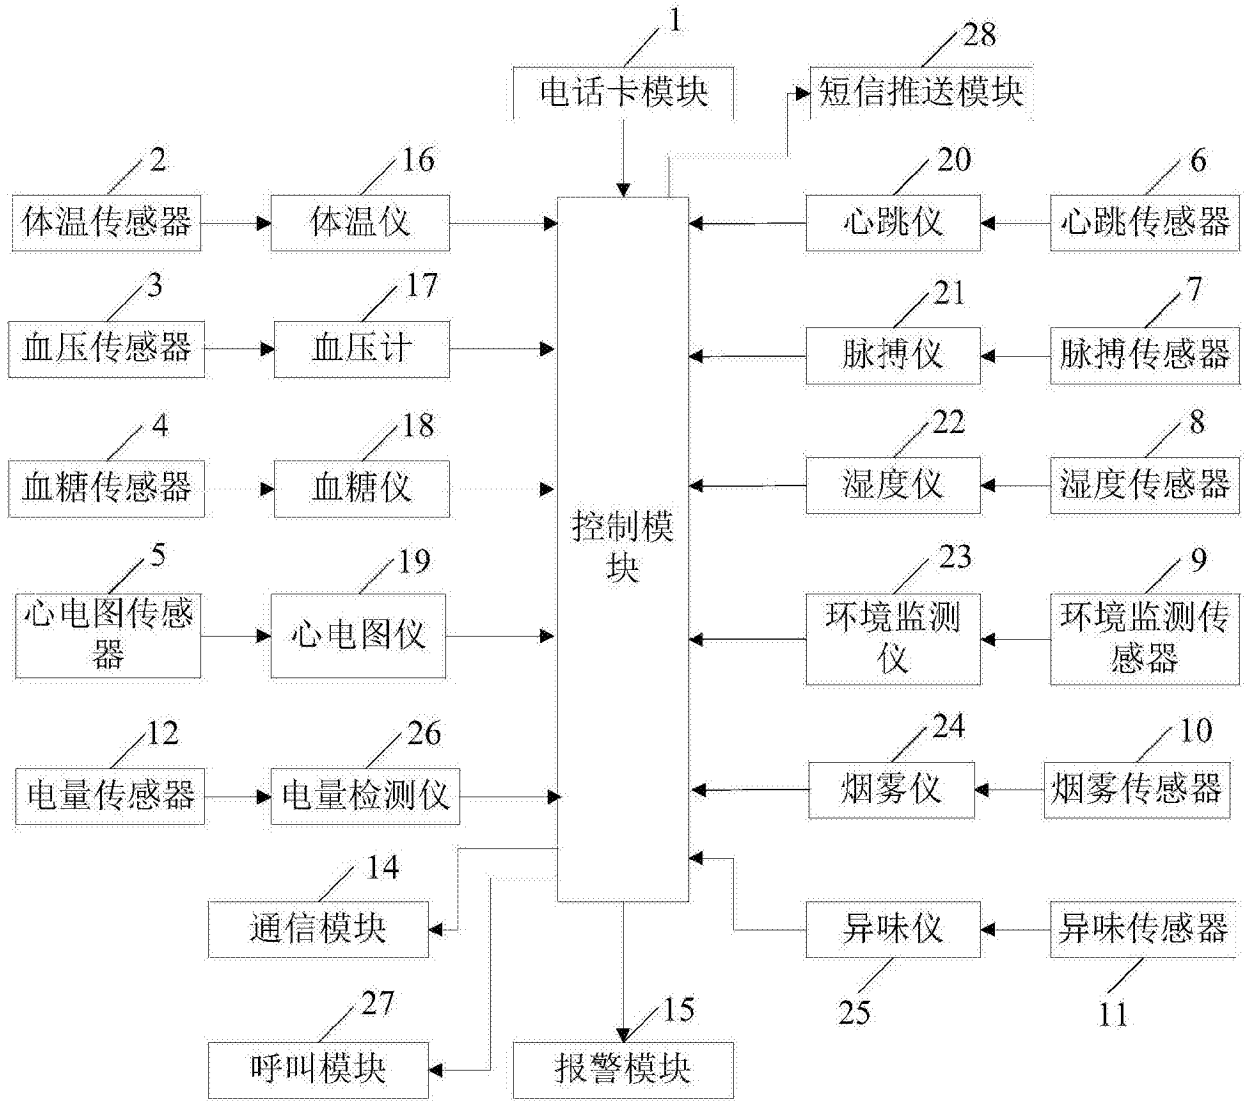 1
28
电话卡模块
短信推送模块
2
16
20
6
体温传感器
体温仪
心跳仪
心跳传感器
3
17
21
7
血压传感器
血压计
脉搏仪
脉搏传感器
4
18
22
8
血糖传感器
血糖仪
湿度仪
湿度传感器
控制模
块
5
19
23
9
心电图传感
器
心电图仪
环境监测
仪
环境监测传
感器
12
26
24
10
电量传感器
电量检测仪
烟雾仪
烟雾传感器
14
通信模块
异味仪
异味传感器
25
11
27
15
呼叫模块
报警模块